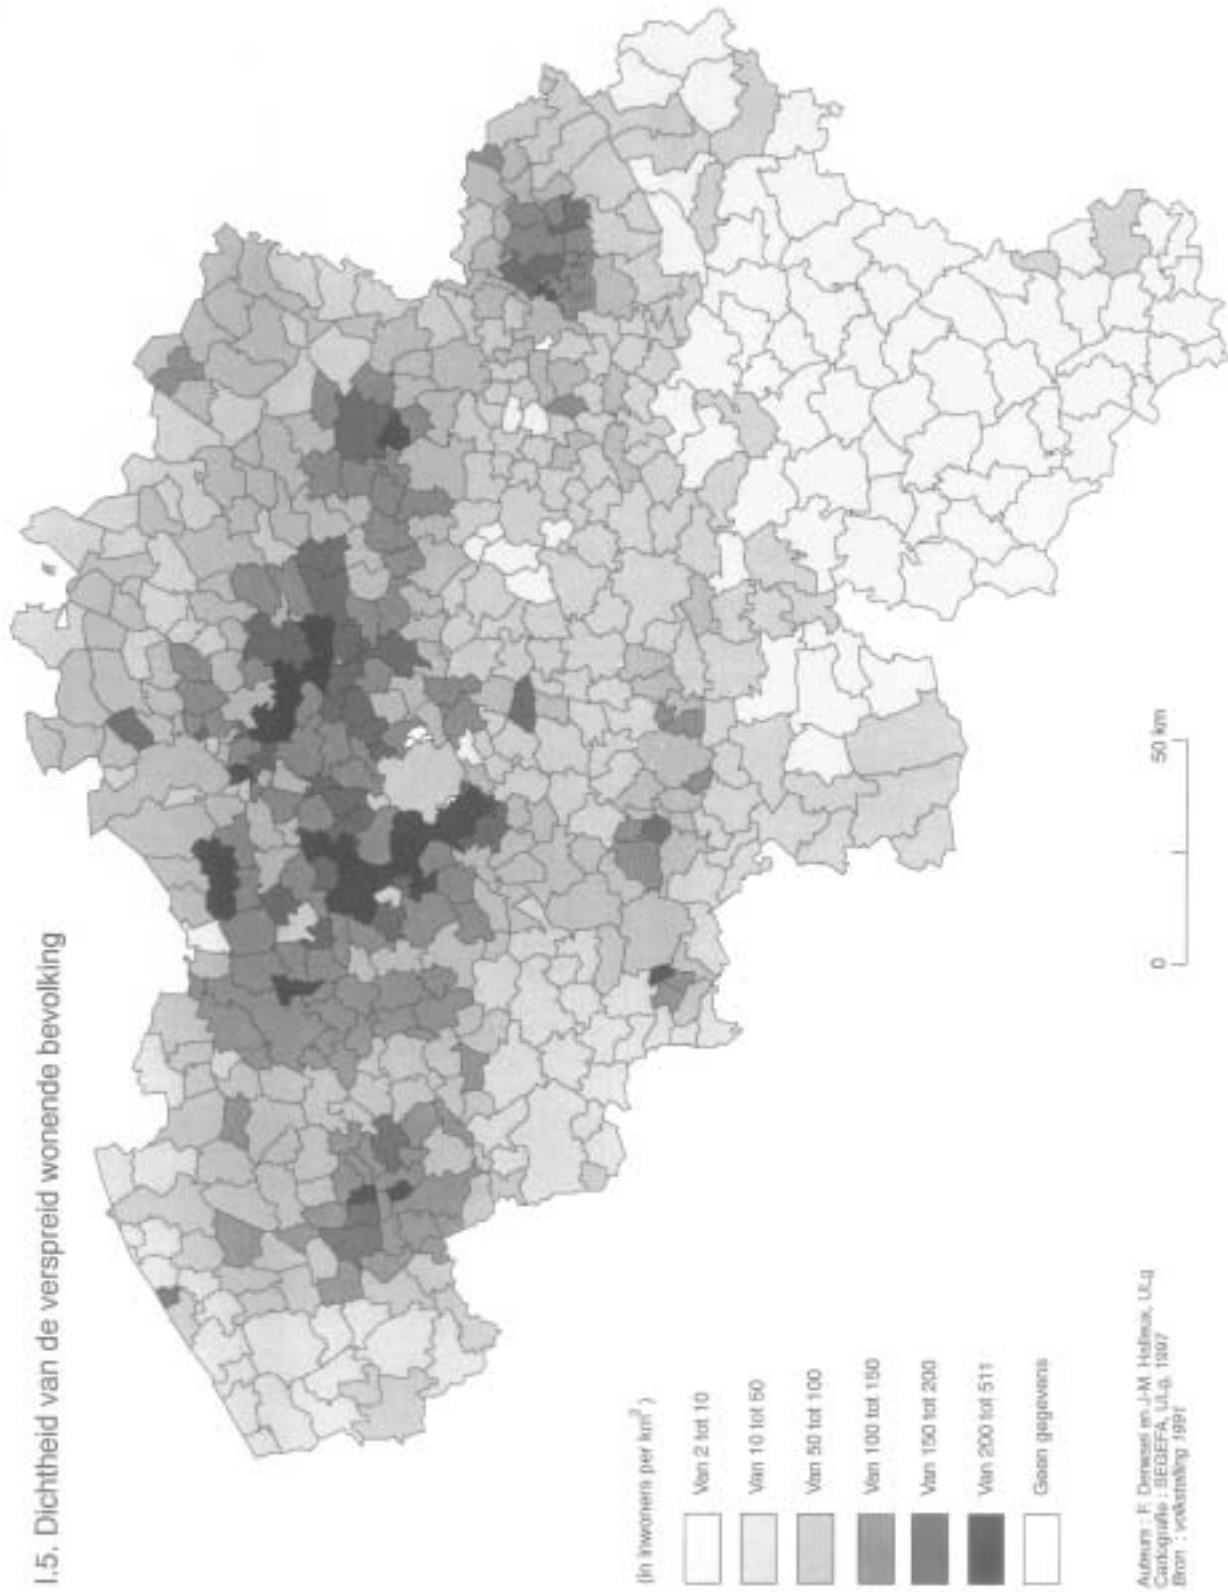 I.5. Dichtheid van de verspreid wonende bevolking
(in inwoners per km²)
Van 2 tot 10
Van 10 tot 50
Van 50 tot 100
Van 100 tot 150
Van 150 tot 200
Van 200 tot 511
Geen gegevens
0
50 km
Auteurs : F. en J-M. Halleux, ULg
Cartografie : SEGEFA, ULg, 1997
Bron : volkstelling 1991